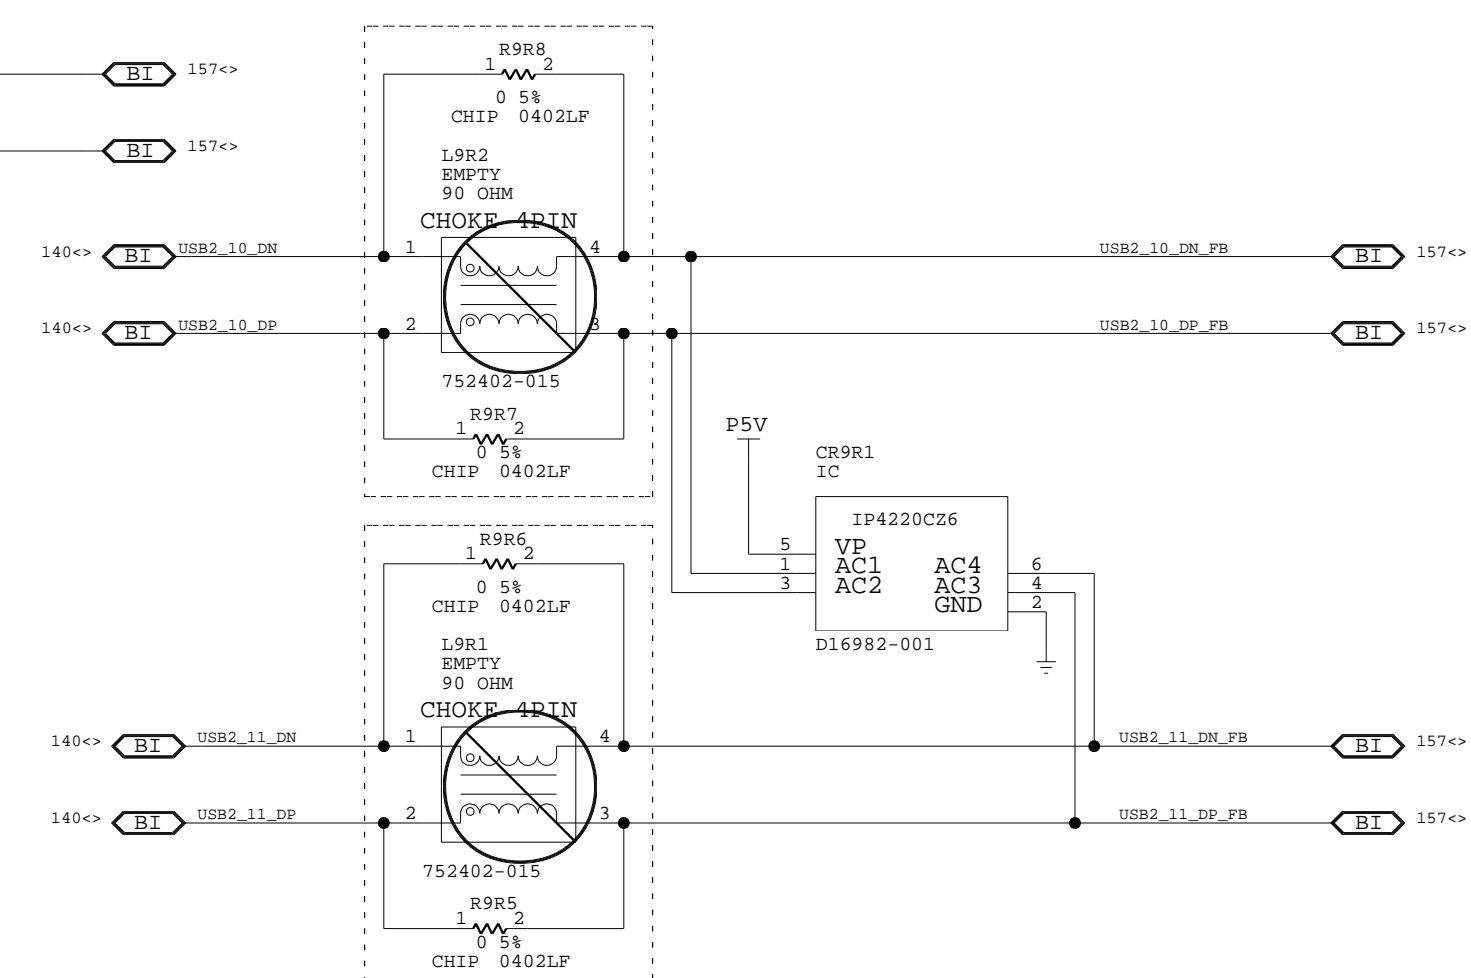 BI 157<>
BI 157<>
R9R8
1 2
0 5%
CHIP 0402LF
L9R2
EMPTY
90 OHM
CHOKE 4PIN
140<> BI USB2_10_DN 1 4 USB2_10_DN_FB BI 157<>
140<> BI USB2_10_DP 2 3 USB2_10_DP_FB BI 157<>
752402-015
R9R7
1 2
0 5%
CHIP 0402LF
P5V
CR9R1
IC
IP4220CZ6
5 VP
1 AC1 AC4 6
3 AC2 AC3 4
GND 2
D16982-001
R9R6
1 2
0 5%
CHIP 0402LF
L9R1
EMPTY
90 OHM
CHOKE 4PIN
140<> BI USB2_11_DN 1 4 USB2_11_DN_FB BI 157<>
140<> BI USB2_11_DP 2 3 USB2_11_DP_FB BI 157<>
752402-015
R9R5
1 2
0 5%
CHIP 0402LF